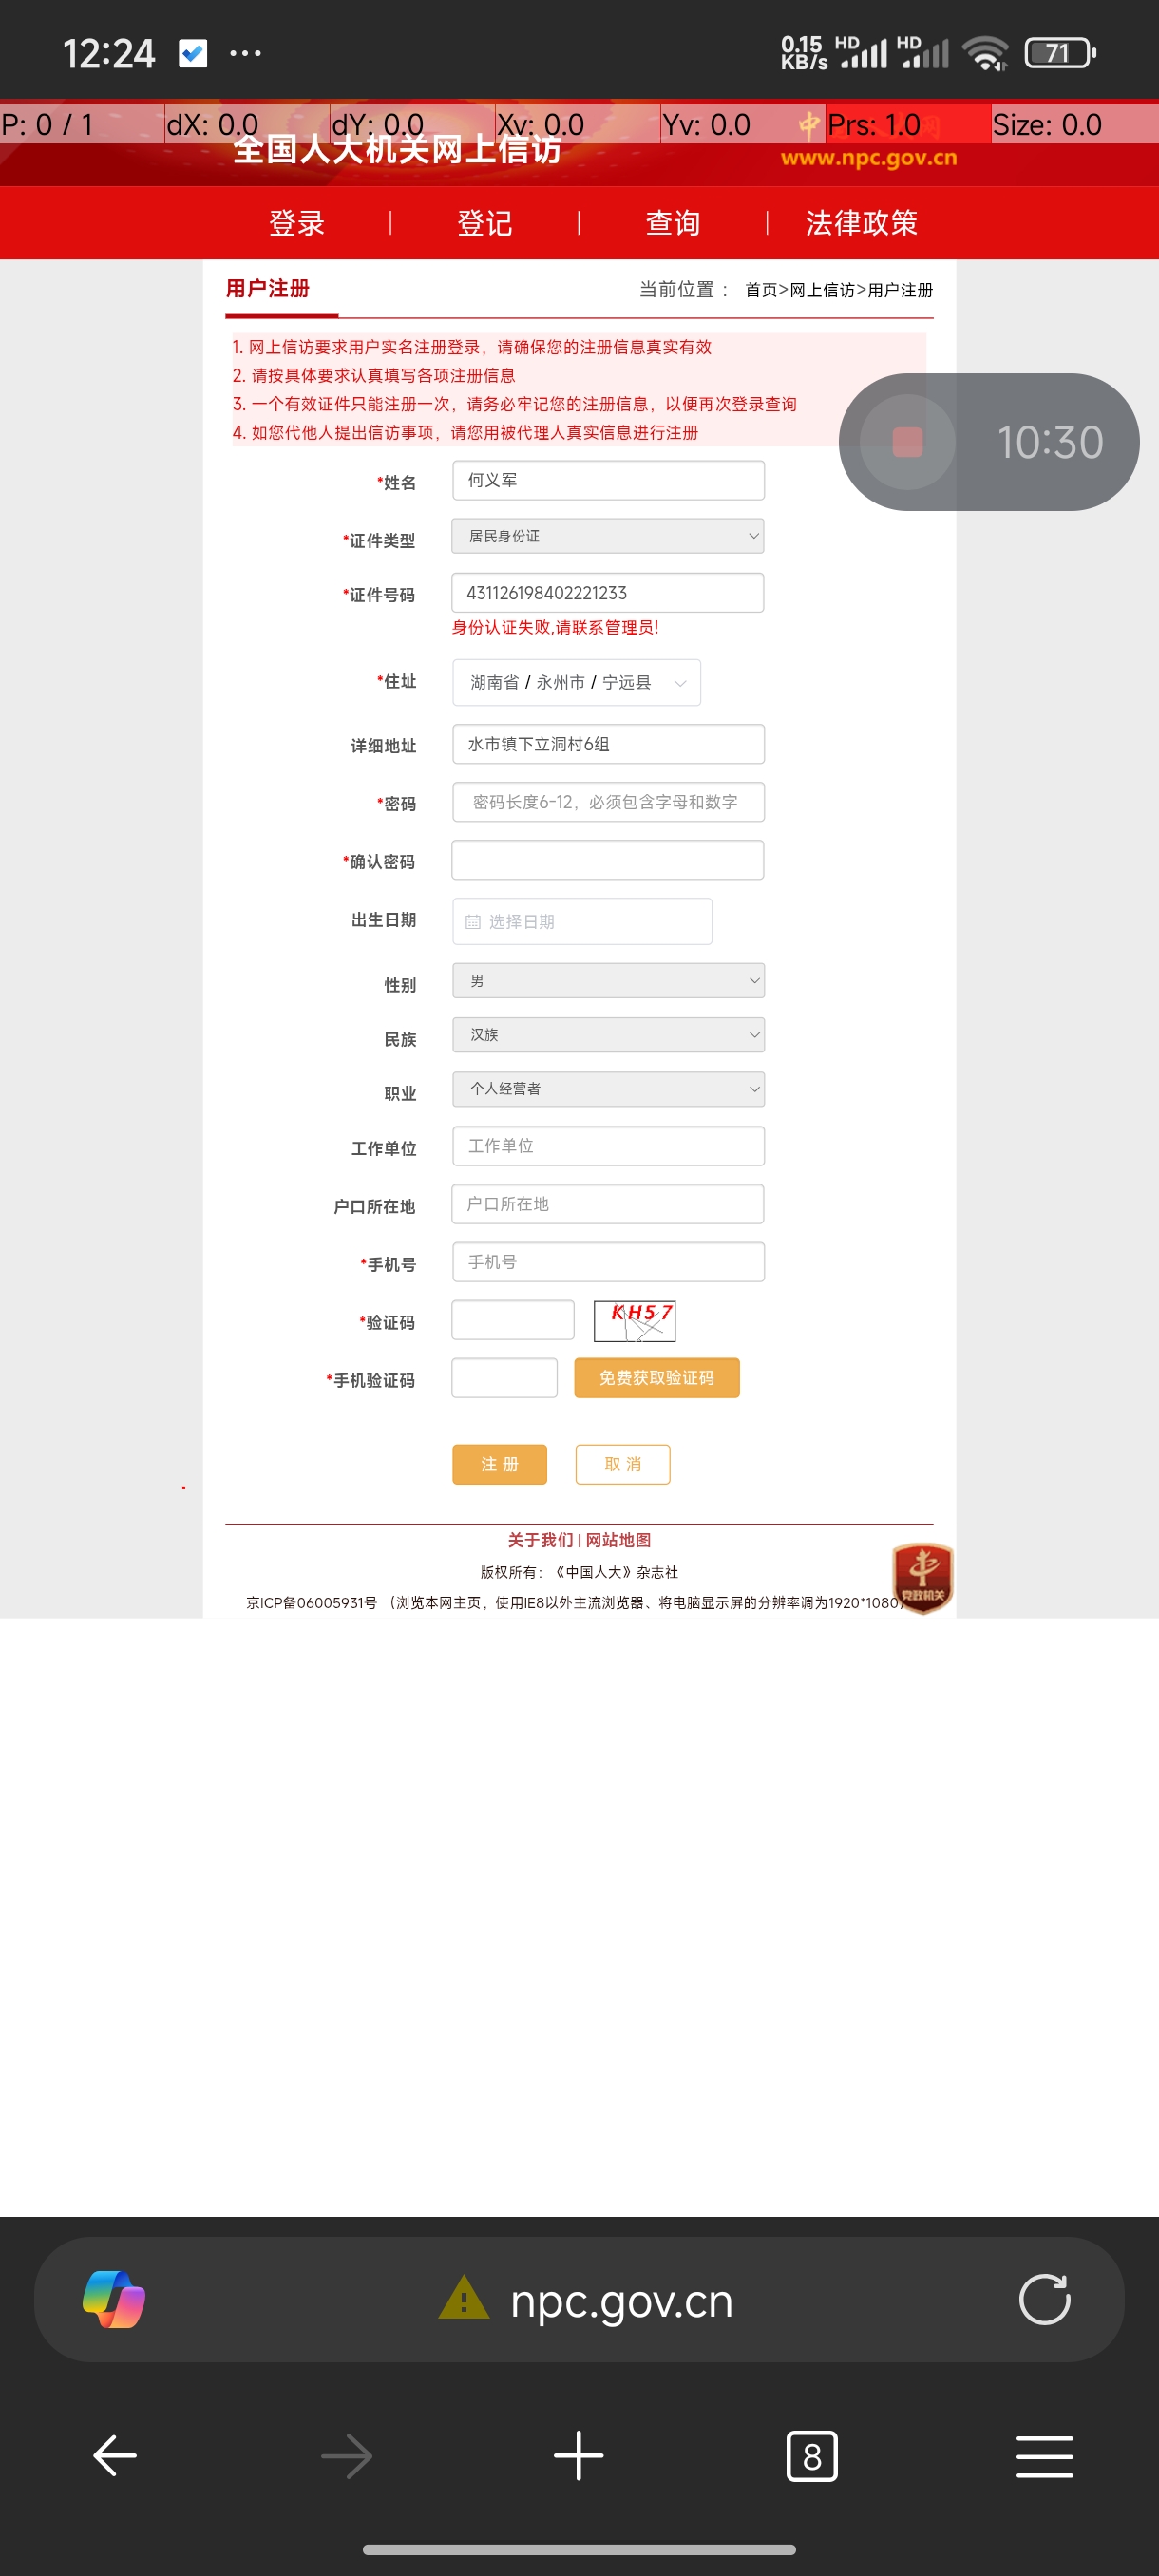 12:24 ··· 0.15 KB/s HD HD 71
P: 0 / 1 dX: 0.0 dY: 0.0 Xv: 0.0 Yv: 0.0 Prs: 1.0 Size: 0.0
全国人大机关网上信访
www.npc.gov.cn
登录 | 登记 | 查询 | 法律政策
用户注册 当前位置 : 首页>网上信访>用户注册
1. 网上信访要求用户实名注册登录，请确保您的注册信息真实有效
2. 请按具体要求认真填写各项注册信息
3. 一个有效证件只能注册一次，请务必牢记您的注册信息，以便再次登录查询
4. 如您代他人提出信访事项，请您用被代理人真实信息进行注册
10:30
*姓名 何义军
*证件类型 居民身份证
*证件号码 431126198402221233
身份认证失败,请联系管理员!
*住址 湖南省 / 永州市 / 宁远县
详细地址 水市镇下立洞村6组
*密码 密码长度6-12，必须包含字母和数字
*确认密码
出生日期 选择日期
性别 男
民族 汉族
职业 个人经营者
工作单位 工作单位
户口所在地 户口所在地
*手机号 手机号
*验证码 KH57
*手机验证码 免费获取验证码
注 册 取 消
关于我们 | 网站地图
版权所有：《中国人大》杂志社
京ICP备06005931号 （浏览本网主页，使用IE8以外主流浏览器、将电脑显示屏的分辨率调为1920*1080）
党政机关
npc.gov.cn
8